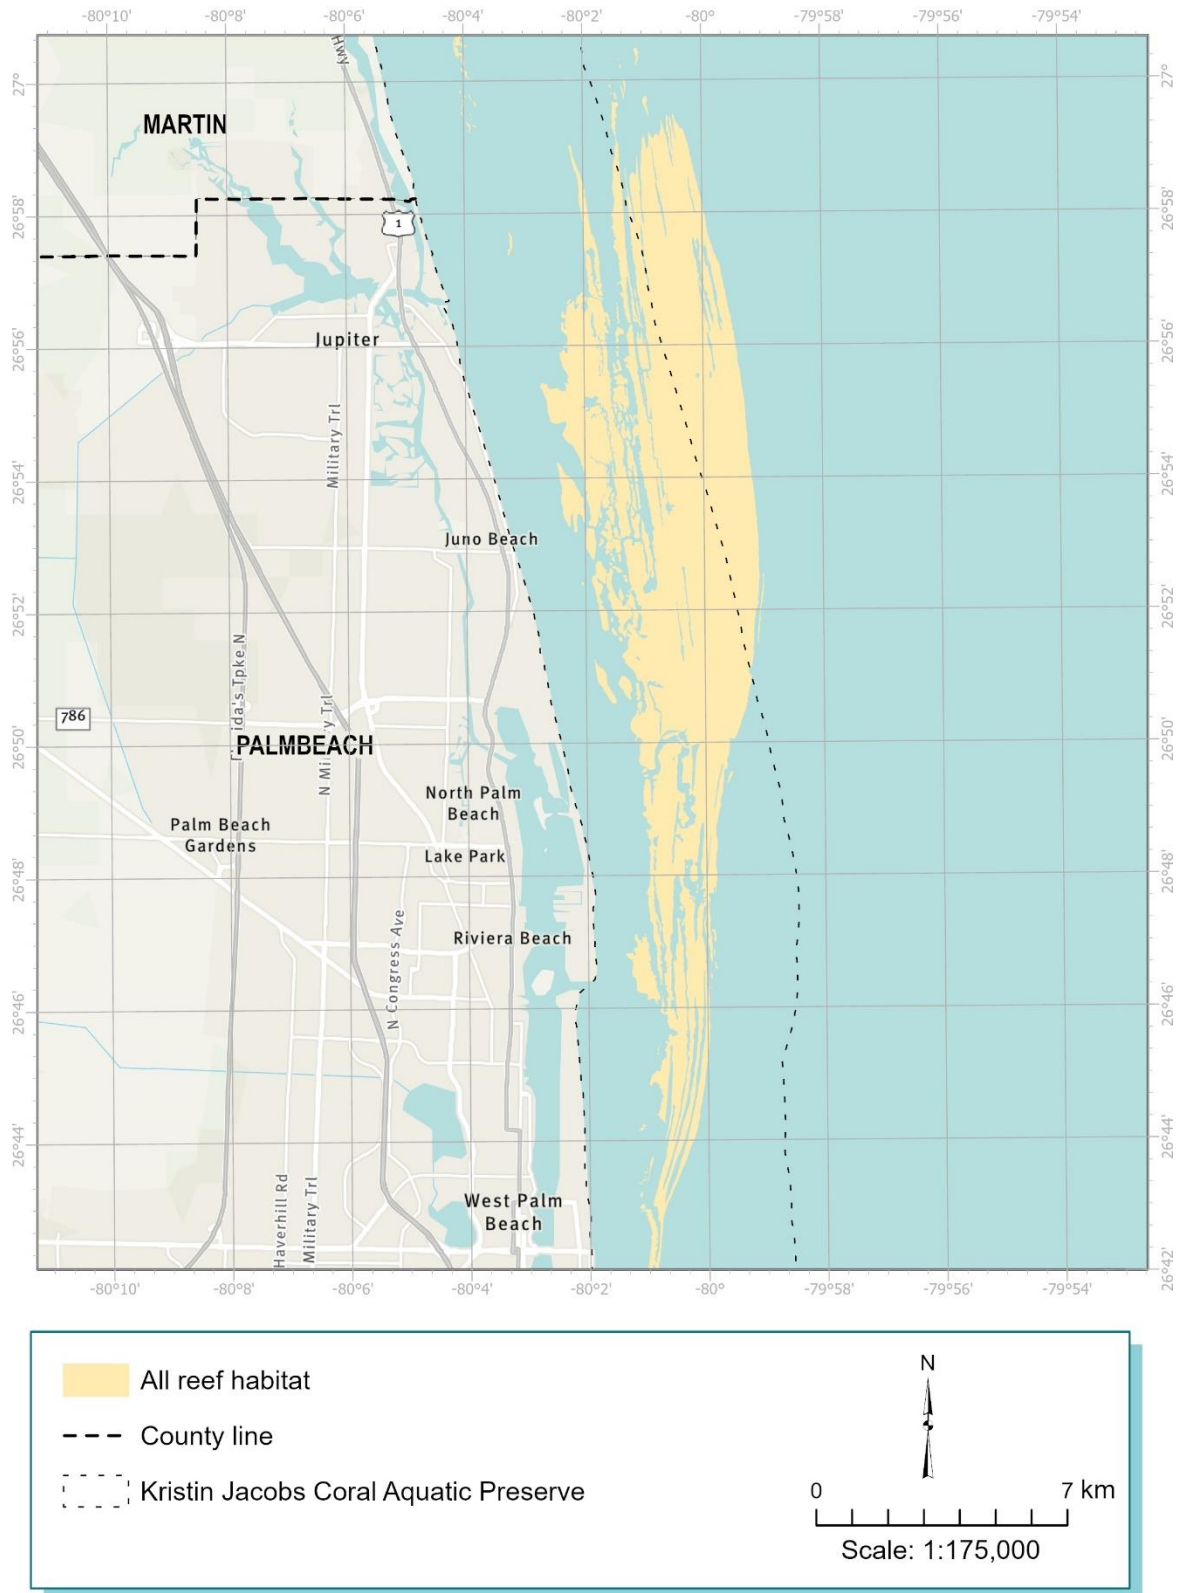 -80°10' -80°8' -80°6' -80°4' -80°2' -80° -79°58' -79°56' -79°54'
Hwy
27° 27°
MARTIN
26°58' 26°58'
1
26°56' 26°56'
Jupiter
Military Trl
26°54' 26°54'
Juno Beach
26°52' 26°52'
ida's Tpke N
N Mi y Trl
786
26°50' 26°50'
PALMBEACH
North Palm
Beach
Palm Beach
Gardens
Lake Park
26°48' 26°48'
N Congress Ave
Riviera Beach
26°46' 26°46'
26°44' 26°44'
Haverhill Rd
Military Trl
West Palm
Beach
26°42'
-80°10' -80°8' -80°6' -80°4' -80°2' -80° -79°58' -79°56' -79°54'
All reef habitat
County line
Kristin Jacobs Coral Aquatic Preserve
N
0 7 km
Scale: 1:175,000